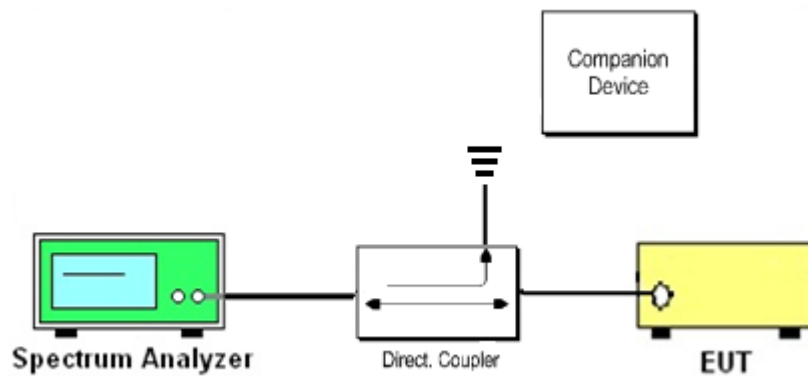 Companion
Device
Spectrum Analyzer
Direct. Coupler
EUT